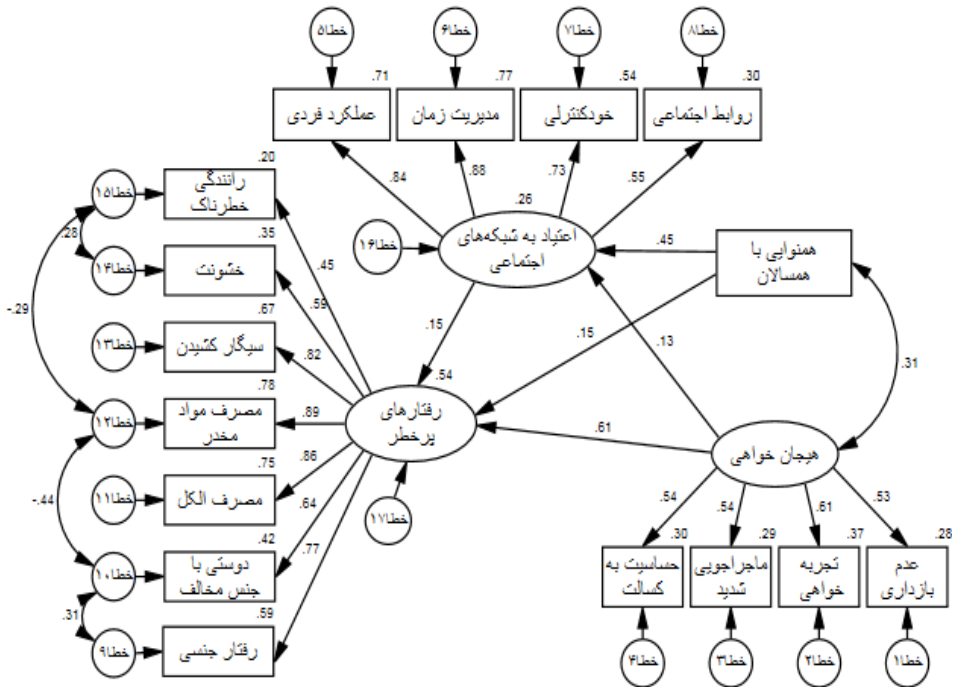 خطا۵
خطا۶
خطا۷
خطا۸
.71
.77
.54
.30
عملکرد فردی
مدیریت زمان
خودکنترلی
روابط اجتماعی
.84
.88
.73
.55
.20
خطا۱۵
رانندگی
خطرناک
.26
خطا۱۶
اعتیاد به شبکه‌های
اجتماعی
.45
همنوایی با
همسالان
.28
.35
خطا۱۴
خشونت
.45
.59
-.29
.67
خطا۱۳
سیگار کشیدن
.82
.15
.15
.13
.31
.54
.78
خطا۱۲
مصرف مواد
مخدر
.89
رفتارهای
پرخطر
.61
هیجان خواهی
.75
.86
خطا۱۱
مصرف الکل
.64
خطا۱۷
-.44
.77
.54
.54
.61
.53
.42
.30
.29
.37
.28
خطا۱۰
دوستی با
جنس مخالف
حساسیت به
کسالت
ماجراجویی
شدید
تجربه
خواهی
عدم
بازداری
.31
.59
خطا۹
رفتار جنسی
خطا۴
خطا۳
خطا۲
خطا۱